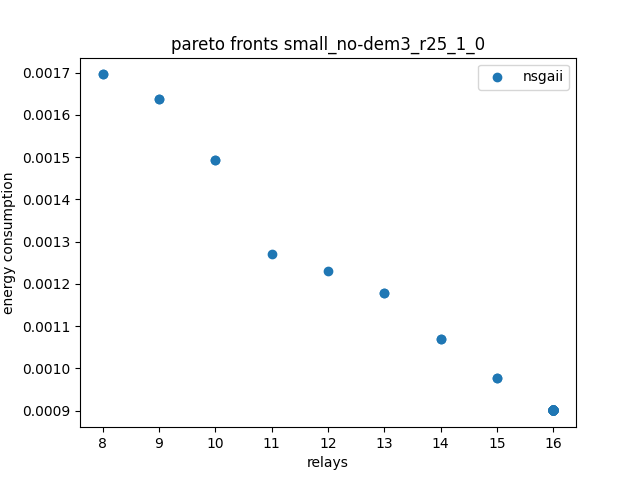 pareto fronts small_no-dem3_r25_1_0
nsgaii
0.0017
0.0016
0.0015
0.0014
0.0013
0.0012
0.0011
0.0010
0.0009
energy consumption
8 9 10 11 12 13 14 15 16
relays